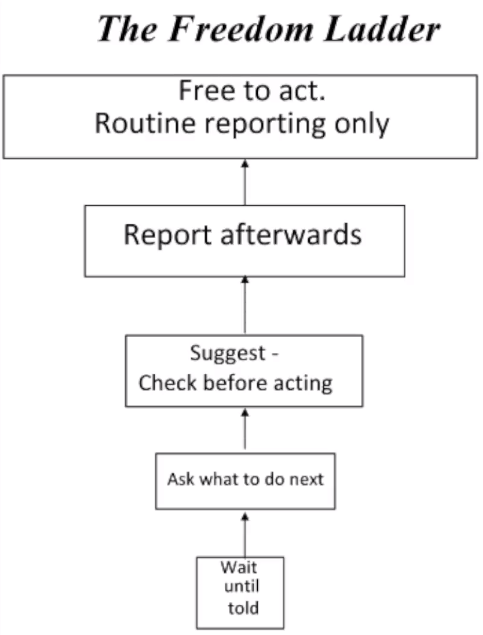 The Freedom Ladder
Free to act.
Routine reporting only
Report afterwards
Suggest -
Check before acting
Ask what to do next
Wait
until
told